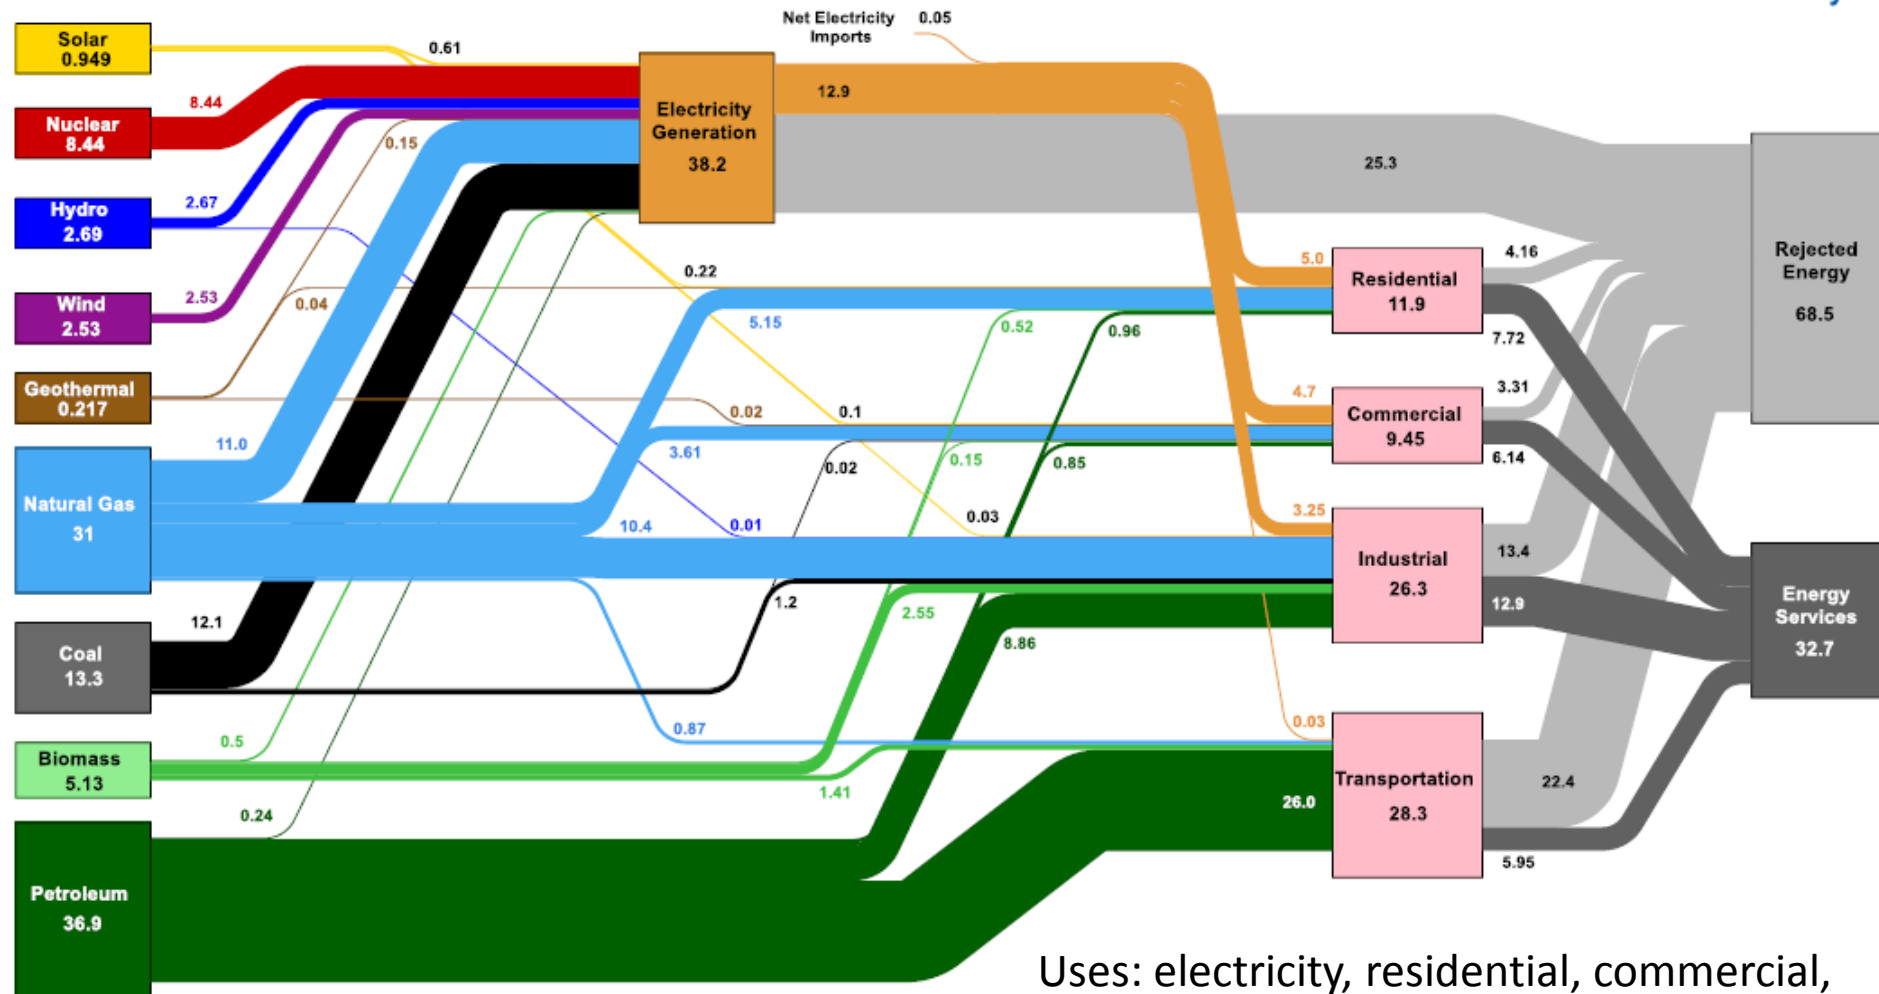 Net Electricity 0.05
Imports
Solar
0.949
0.61
Nuclear
8.44
8.44
Hydro
2.69
2.67
Wind
2.53
2.53
Geothermal
0.217
0.15
0.04
0.02
Natural Gas
31
11.0
5.15
3.61
10.4
0.87
Coal
13.3
12.1
1.2
0.02
Biomass
5.13
0.5
0.52
0.15
2.55
1.41
Petroleum
36.9
0.24
0.96
0.85
8.86
26.0
0.22
0.1
0.03
0.01
Electricity
Generation
38.2
12.9
25.3
5.0
4.7
3.25
0.03
Residential
11.9
4.16
7.72
Commercial
9.45
3.31
6.14
Industrial
26.3
13.4
12.9
Transportation
28.3
22.4
5.95
Rejected
Energy
68.5
Energy
Services
32.7
Uses: electricity, residential, commercial,